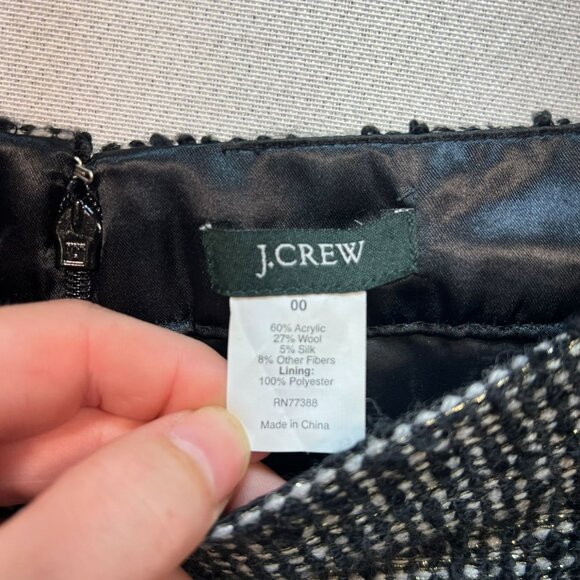 J.CREW
00
60% Acrylic
27% Wool
5% Silk
8% Other Fibers
Lining:
100% Polyester
RN77388
Made in China